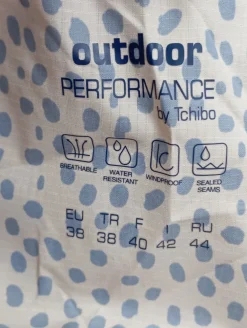 outdoor
PERFORMANCE
by Tchibo
BREATHABLE WATER RESISTANT WINDPROOF SEALED SEAMS
EU TR F I RU
38 38 40 42 44